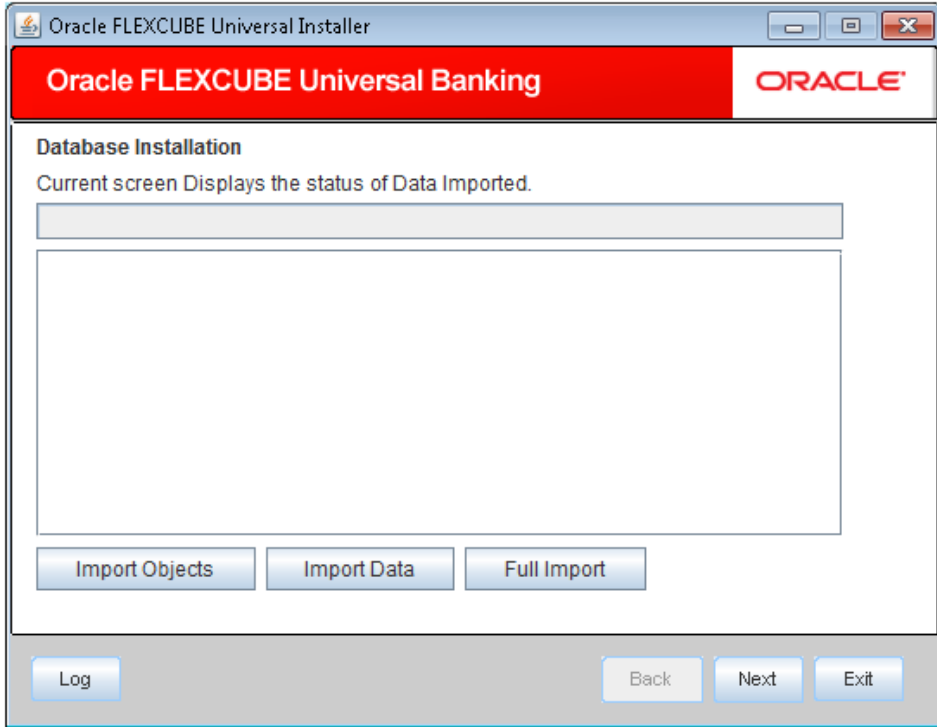 Oracle FLEXCUBE Universal Installer
Oracle FLEXCUBE Universal Banking
ORACLE
Database Installation
Current screen Displays the status of Data Imported.
Import Objects Import Data Full Import
Log Back Next Exit